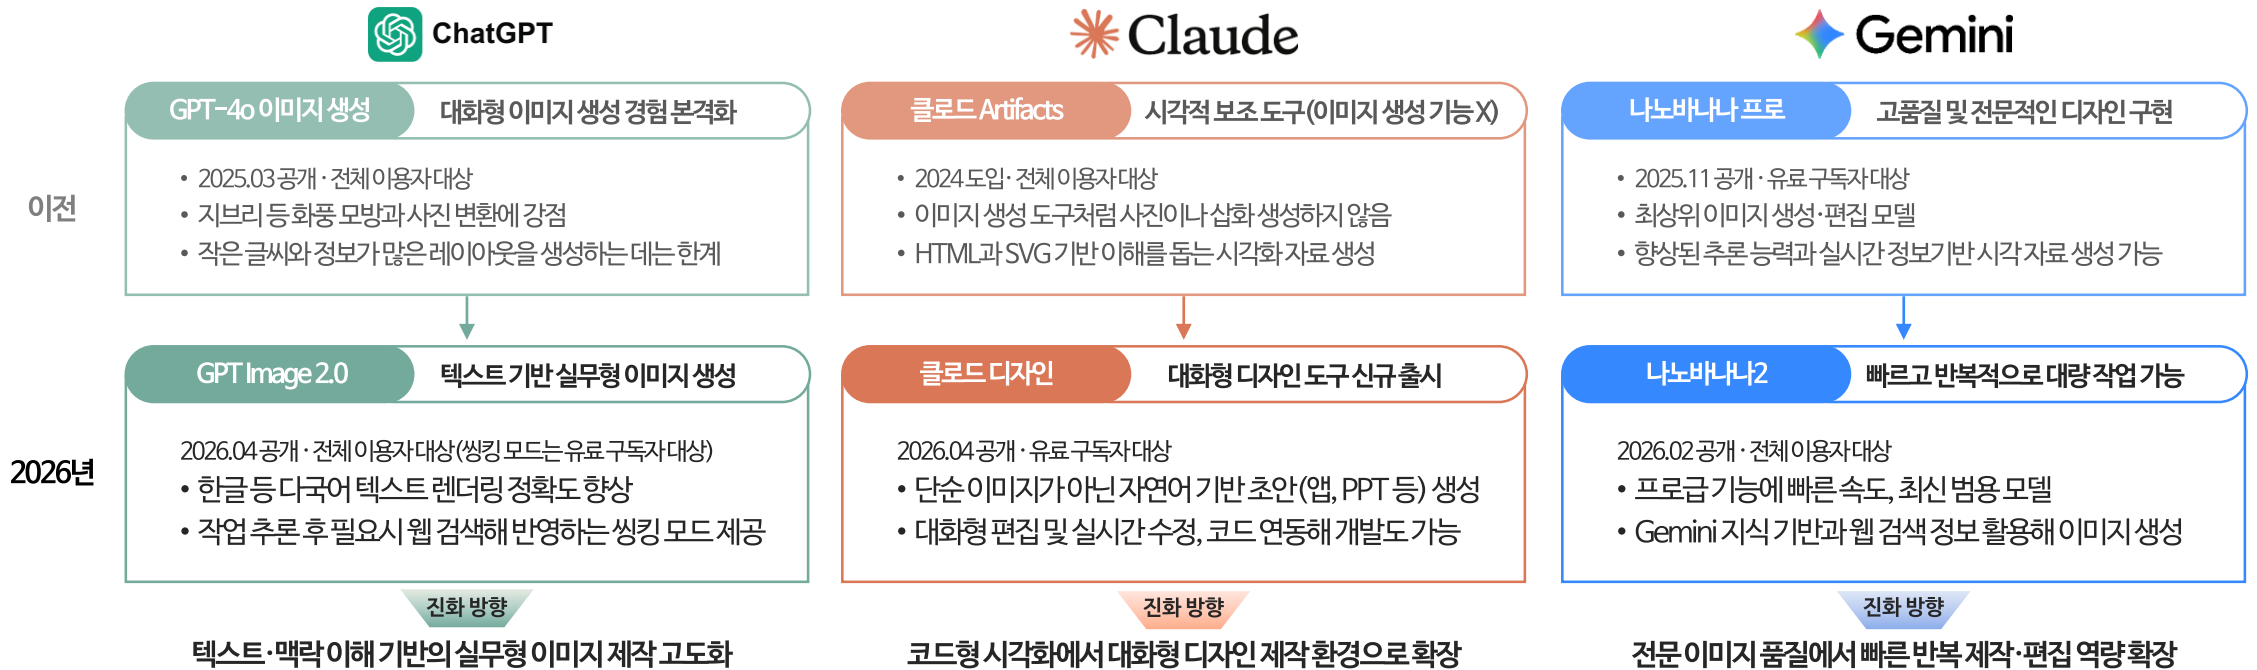 ChatGPT
Claude
Gemini
이전
GPT-4o 이미지 생성
대화형 이미지 생성 경험 본격화
• 2025.03 공개 · 전체 이용자 대상
• 지브리 등 화풍 모방과 사진 변환에 강점
• 작은 글씨와 정보가 많은 레이아웃을 생성하는 데는 한계
클로드 Artifacts
시각적 보조 도구(이미지 생성 기능 X)
• 2024 도입· 전체 이용자 대상
• 이미지 생성 도구처럼 사진이나 삽화 생성하지 않음
• HTML과 SVG 기반 이해를 돕는 시각화 자료 생성
나노바나나 프로
고품질 및 전문적인 디자인 구현
• 2025.11 공개 · 유료 구독자 대상
• 최상위 이미지 생성·편집 모델
• 향상된 추론 능력과 실시간 정보기반 시각 자료 생성 가능
2026년
GPT Image 2.0
텍스트 기반 실무형 이미지 생성
2026.04 공개 · 전체 이용자 대상(씽킹 모드는 유료 구독자 대상)
• 한글 등 다국어 텍스트 렌더링 정확도 향상
• 작업 추론 후 필요시 웹 검색해 반영하는 씽킹 모드 제공
클로드 디자인
대화형 디자인 도구 신규 출시
2026.04 공개 · 유료 구독자 대상
• 단순 이미지가 아닌 자연어 기반 초안(앱, PPT 등) 생성
• 대화형 편집 및 실시간 수정, 코드 연동해 개발도 가능
나노바나나2
빠르고 반복적으로 대량 작업 가능
2026.02 공개 · 전체 이용자 대상
• 프로급 기능에 빠른 속도, 최신 범용 모델
• Gemini 지식 기반과 웹 검색 정보 활용해 이미지 생성
진화 방향
텍스트·맥락 이해 기반의 실무형 이미지 제작 고도화
진화 방향
코드형 시각화에서 대화형 디자인 제작 환경으로 확장
진화 방향
전문 이미지 품질에서 빠른 반복 제작·편집 역량 확장